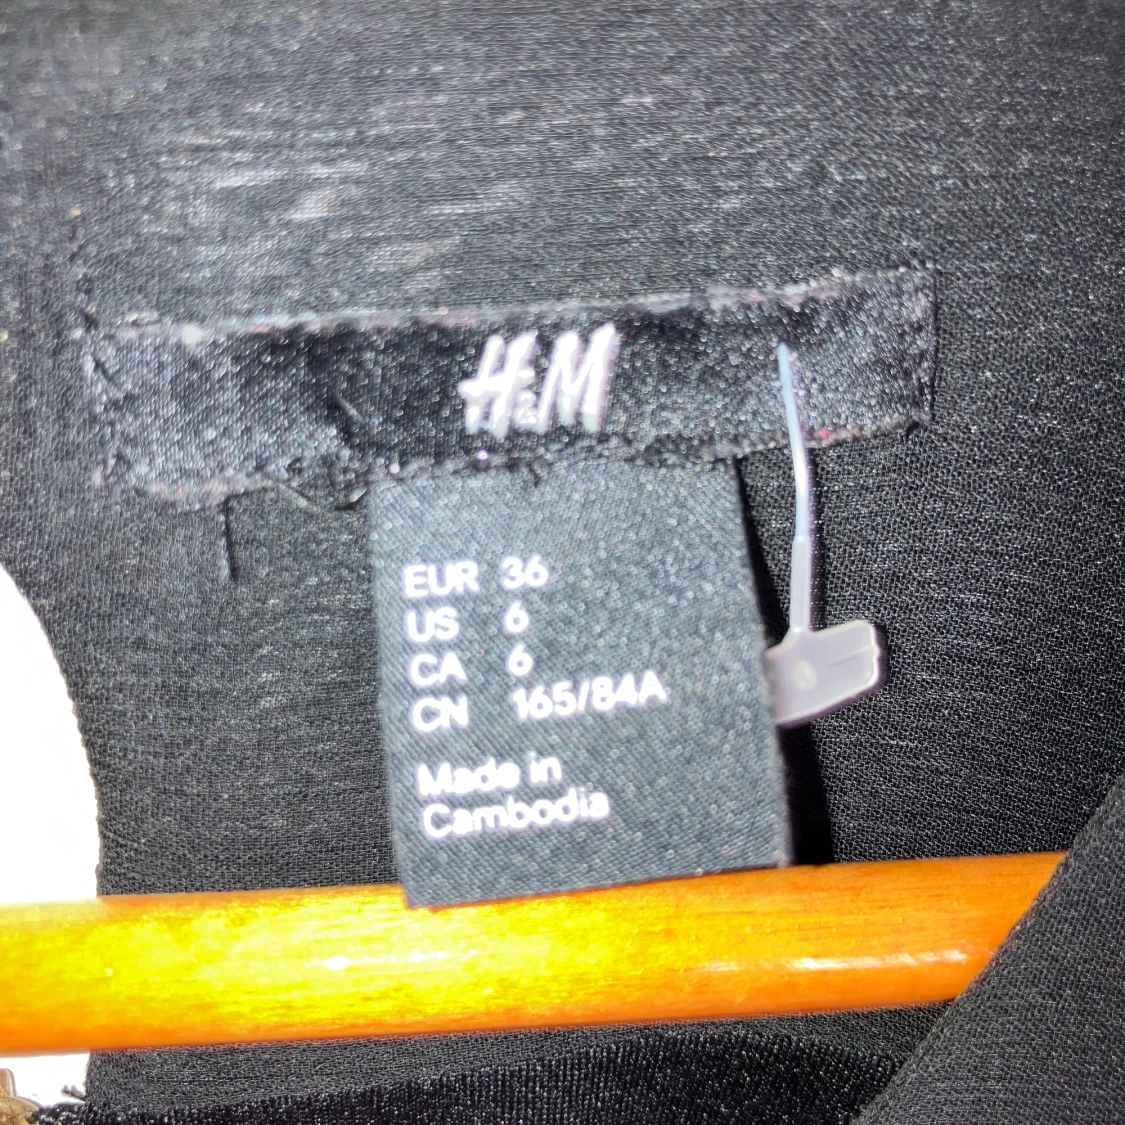 H&M
EUR 36
US 6
CA 6
CN 165/84A
Made in
Cambodia